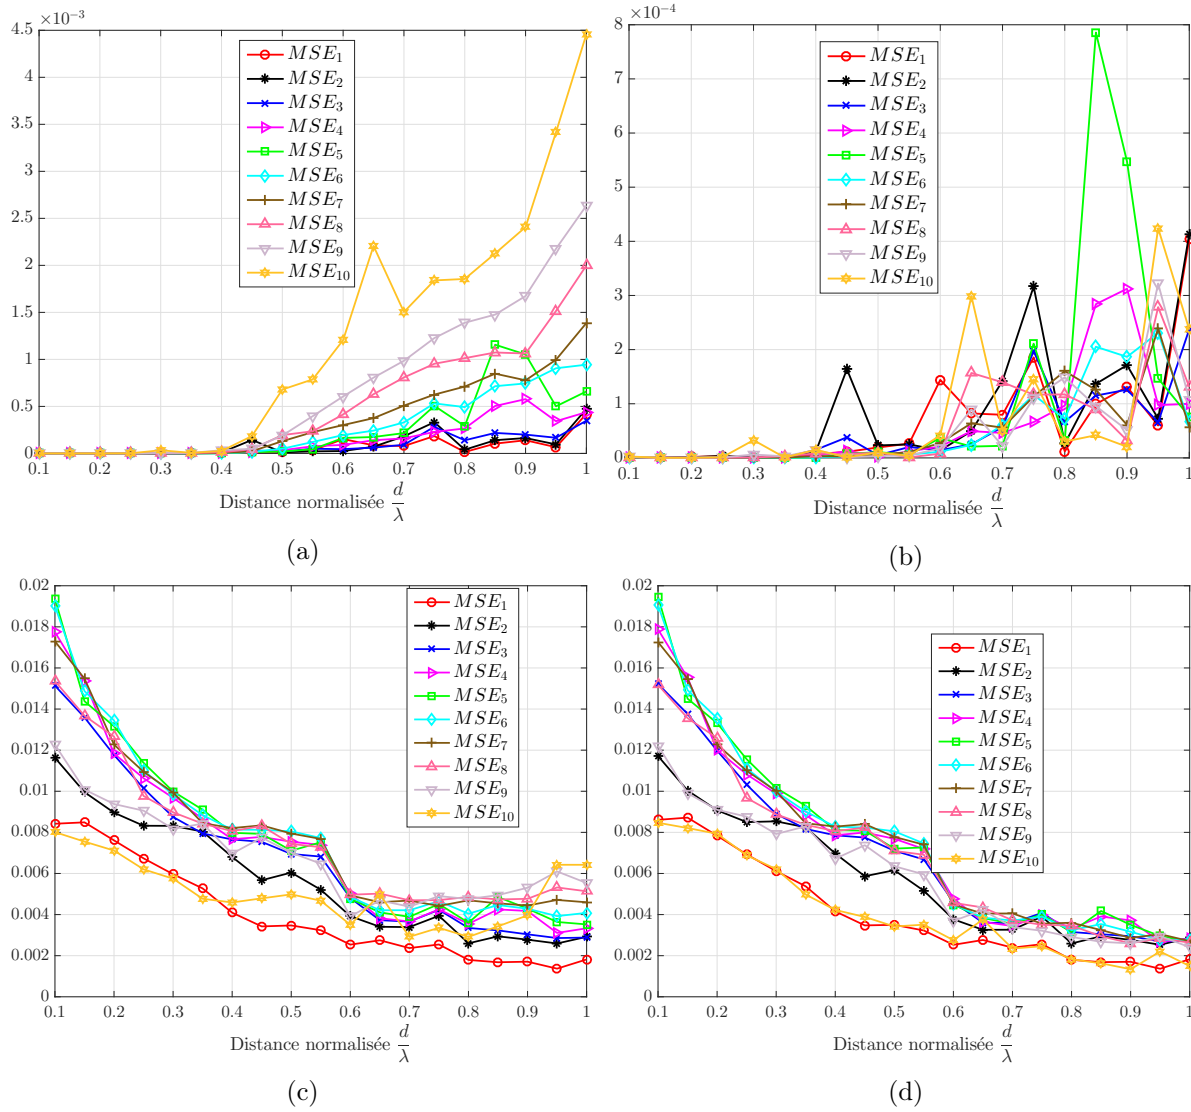 ×10−3
4.5
4
3.5
3
2.5
2
1.5
1
0.5
0
0.1 0.2 0.3 0.4 0.5 0.6 0.7 0.8 0.9 1
MSE1
MSE2
MSE3
MSE4
MSE5
MSE6
MSE7
MSE8
MSE9
MSE10
Distance normalisée d/λ
(a)
×10−4
8
6
4
3
2
1
0
0.1 0.2 0.3 0.4 0.5 0.6 0.7 0.8 0.9 1
MSE1
MSE2
MSE3
MSE4
MSE5
MSE6
MSE7
MSE8
MSE9
MSE10
Distance normalisée d/λ
(b)
0.02
0.018
0.016
0.014
0.012
0.01
0.008
0.006
0.004
0.002
0
0.1 0.2 0.3 0.4 0.5 0.6 0.7 0.8 0.9 1
MSE1
MSE2
MSE3
MSE4
MSE5
MSE6
MSE7
MSE8
MSE9
MSE10
Distance normalisée d/λ
(c)
0.02
0.018
0.016
0.014
0.012
0.01
0.008
0.006
0.004
0.002
0
0.1 0.2 0.3 0.4 0.5 0.6 0.7 0.8 0.9 1
MSE1
MSE2
MSE3
MSE4
MSE5
MSE6
MSE7
MSE8
MSE9
MSE10
Distance normalisée d/λ
(d)